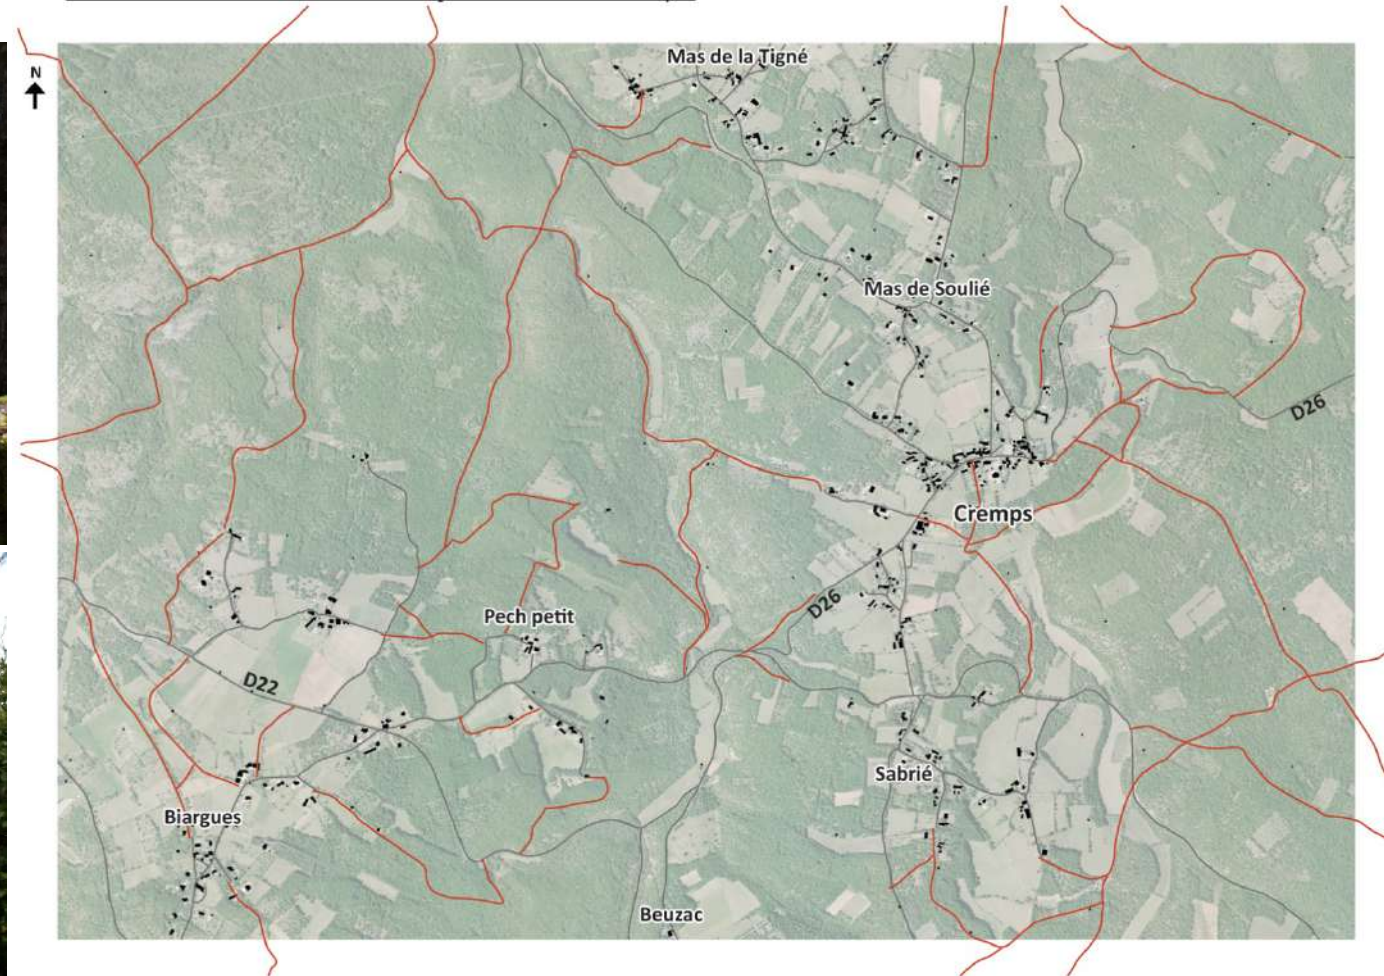 N
Mas de la Tigné
Mas de Soulié
D26
Cremps
D26
Pech petit
D22
Sabrié
Biargues
Beuzac